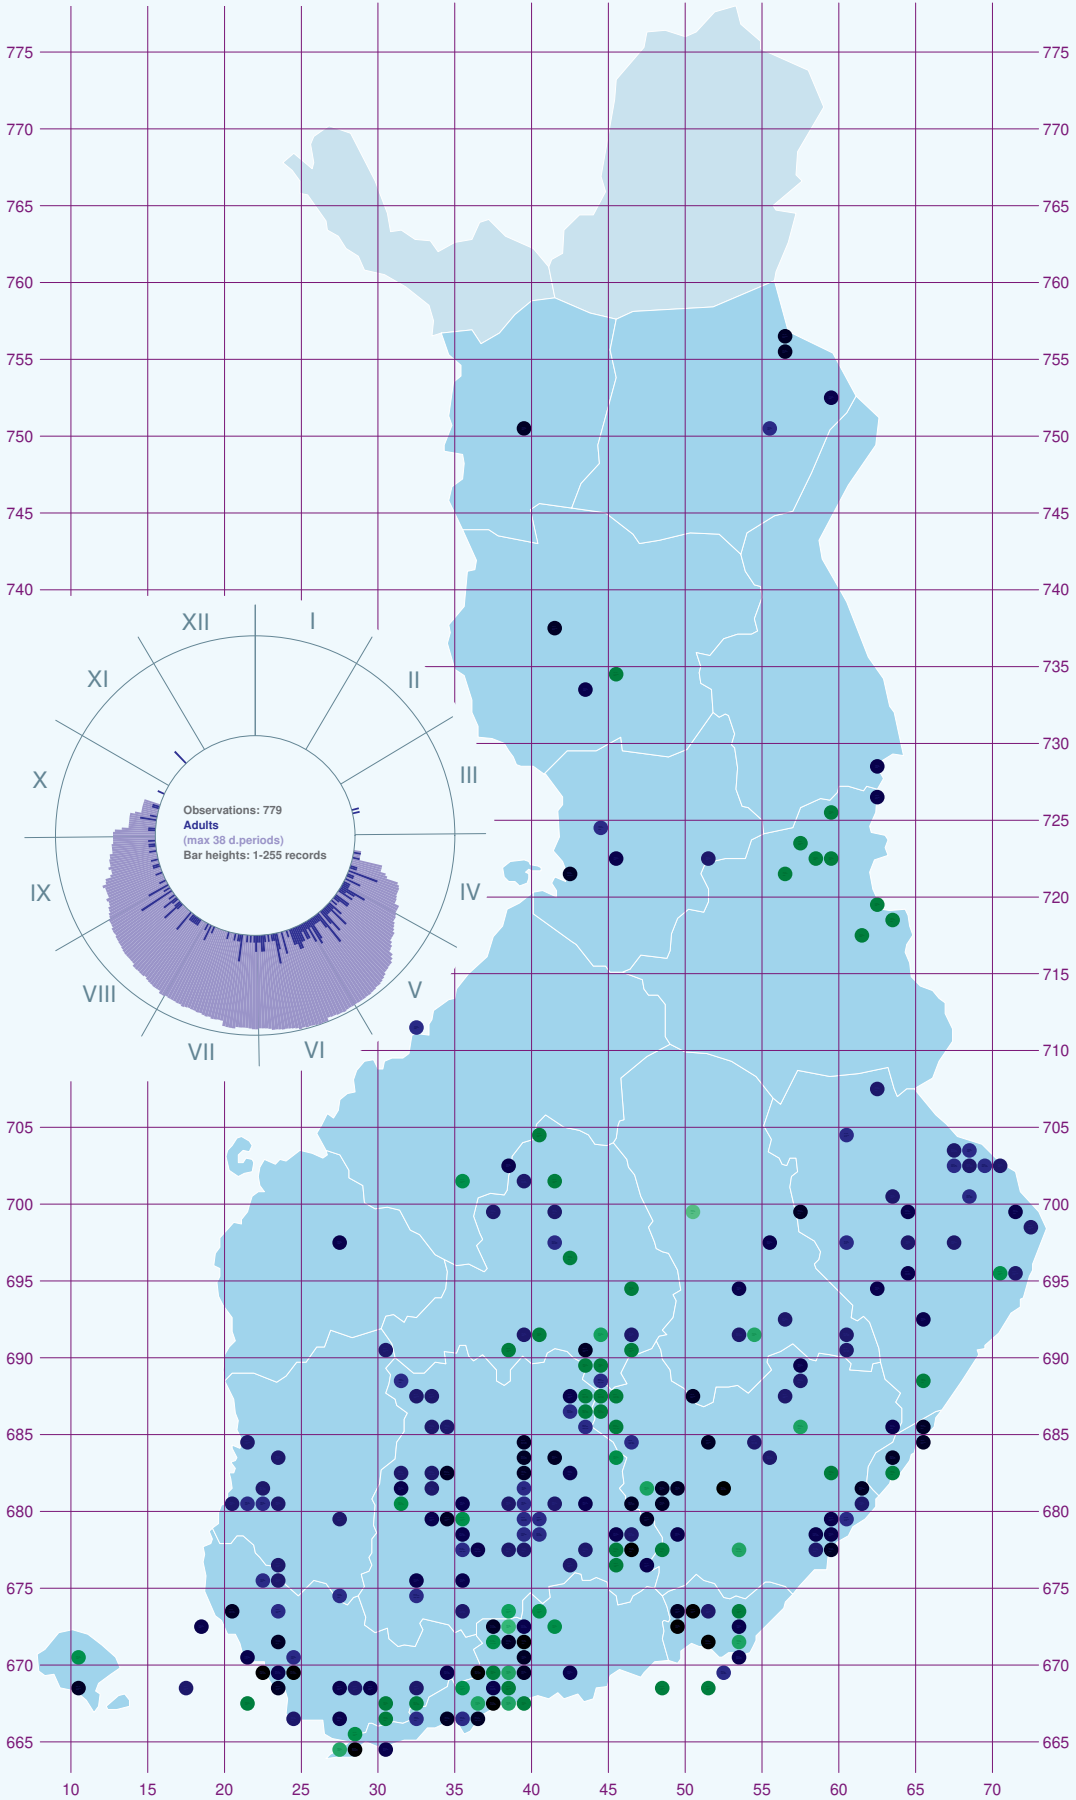 775 775
770 770
765 765
760 760
755 755
750 750
745 745
740 740
XII I
XI II
735
730
X III
Observations: 779
Adults
(max 38 d.periods)
Bar heights: 1-255 records
725
IX IV
720
715
VIII V
VII VI
710
705 705
700 700
695 695
690 690
685 685
680 680
675 675
670 670
665 665
10 15 20 25 30 35 40 45 50 55 60 65 70